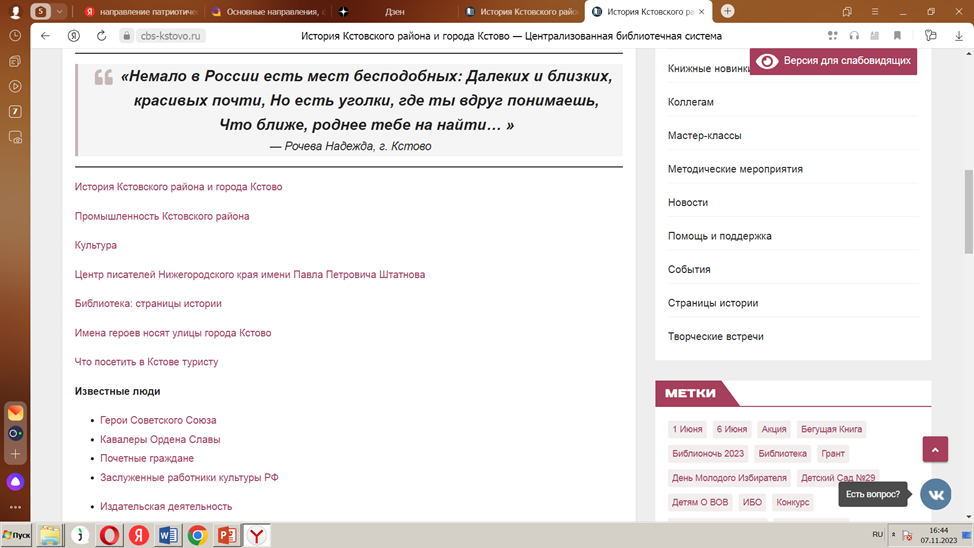 5
направление патриотиче
Основные направления, к
Дзен
История Кстовского райо
История Кстовского ра
cbs-kstovo.ru
История Кстовского района и города Кстово — Централизованная библиотечная система
Версия для слабовидящих
«Немало в России есть мест бесподобных: Далеких и близких,
красивых почти, Но есть уголки, где ты вдруг понимаешь,
Что ближе, роднее тебе на найти… »
— Рочева Надежда, г. Кстово
История Кстовского района и города Кстово
Промышленность Кстовского района
Культура
Центр писателей Нижегородского края имени Павла Петровича Штатнова
Библиотека: страницы истории
Имена героев носят улицы города Кстово
Что посетить в Кстове туристу
Известные люди
Герои Советского Союза
Кавалеры Ордена Славы
Почетные граждане
Заслуженные работники культуры РФ
Издательская деятельность
Книжные новинки
Коллегам
Мастер-классы
Методические мероприятия
Новости
Помощь и поддержка
События
Страницы истории
Творческие встречи
МЕТКИ
1 Июня 6 Июня Акция Бегущая Книга
Библионочь 2023 Библиотека Грант
День Молодого Избирателя Детский Сад №29
Детям О ВОВ ИБО Конкурс
Есть вопрос?
Пуск
RU
16:44
07.11.2023